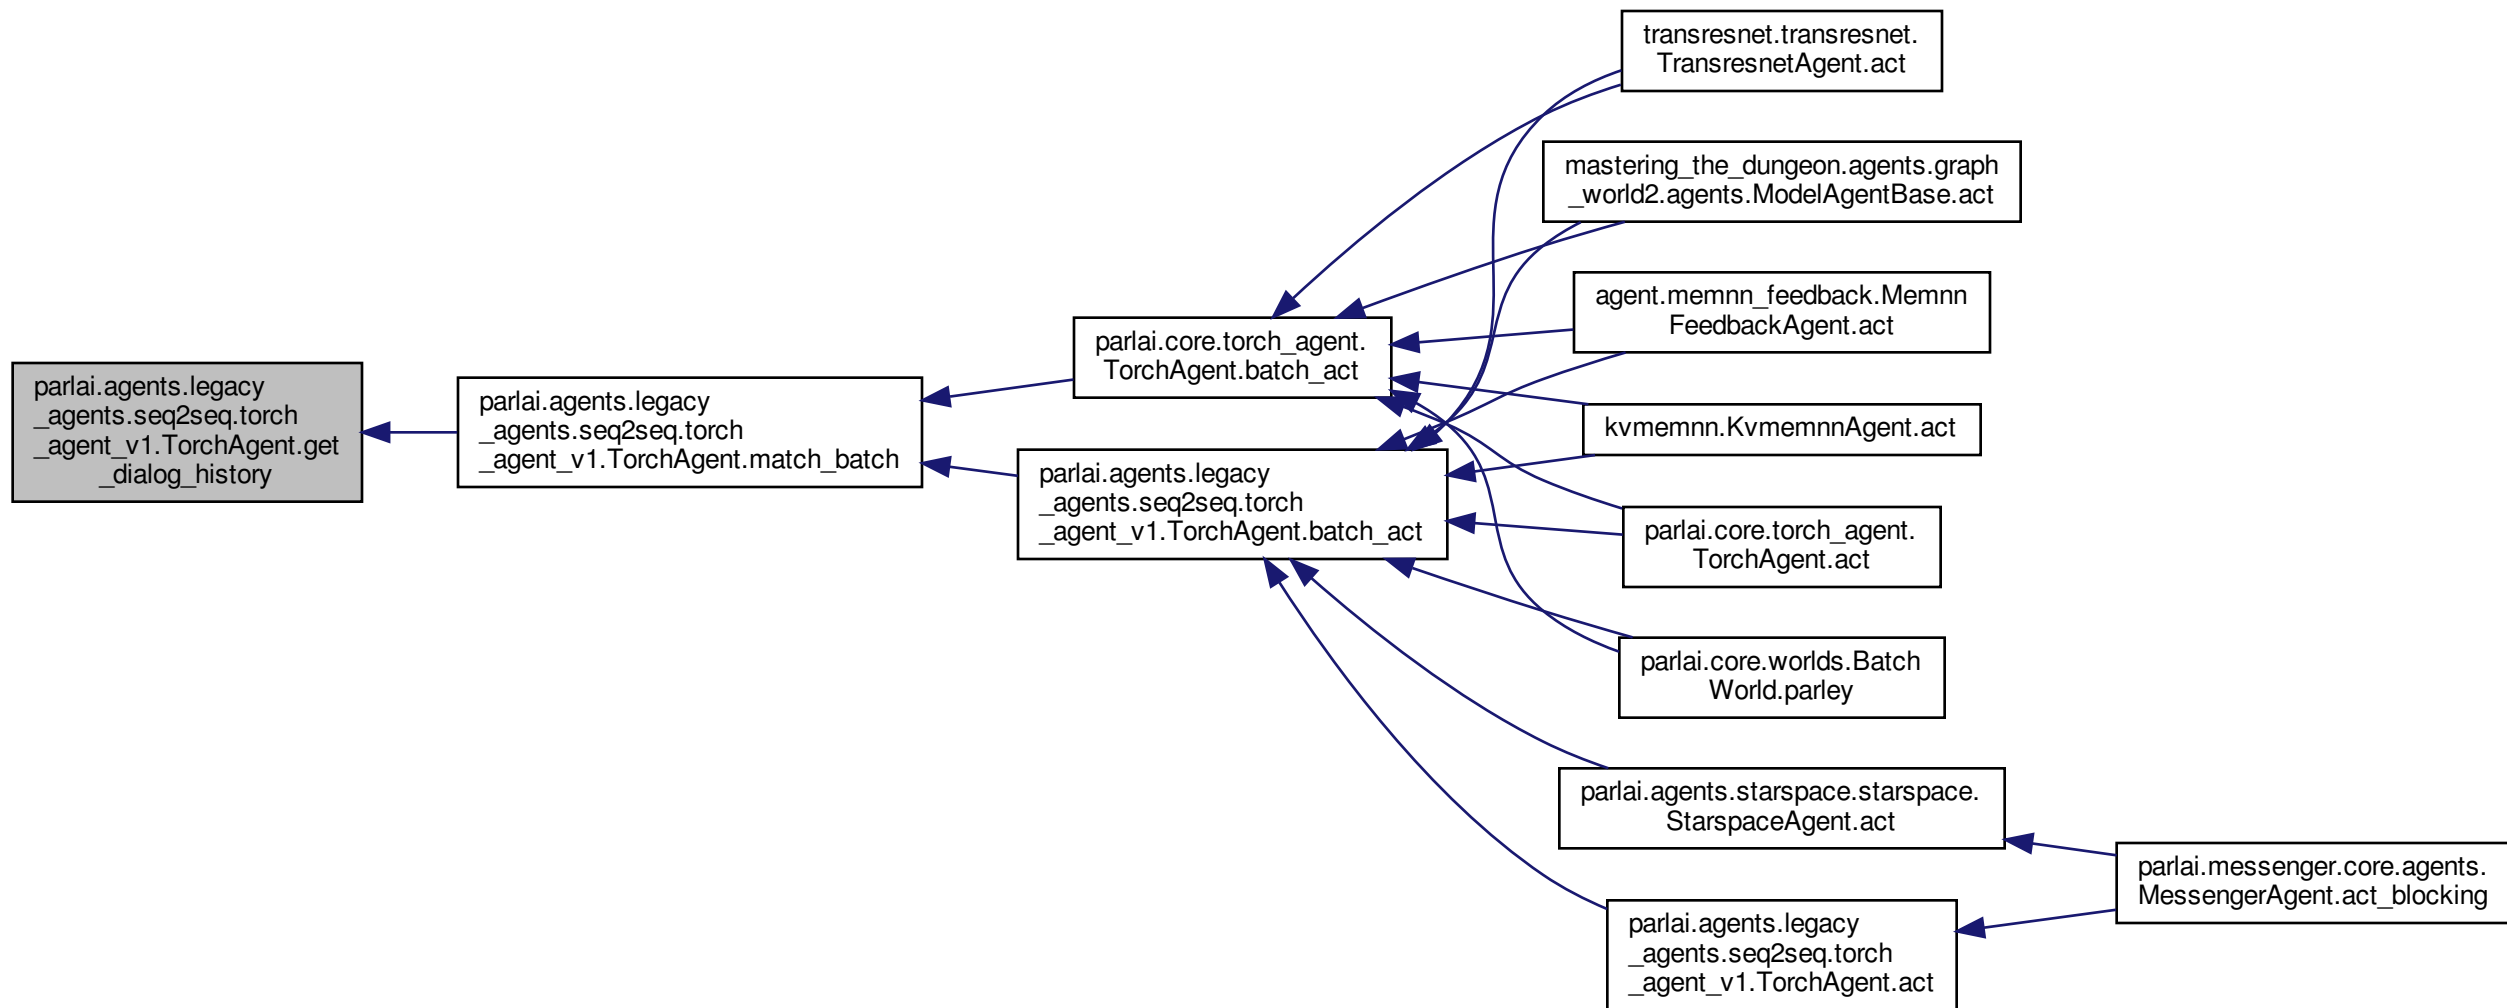 parlai.agents.legacy
_agents.seq2seq.torch
_agent_v1.TorchAgent.get
_dialog_history
parlai.agents.legacy
_agents.seq2seq.torch
_agent_v1.TorchAgent.match_batch
parlai.core.torch_agent.
TorchAgent.batch_act
parlai.agents.legacy
_agents.seq2seq.torch
_agent_v1.TorchAgent.batch_act
transresnet.transresnet.
TransresnetAgent.act
mastering_the_dungeon.agents.graph
_world2.agents.ModelAgentBase.act
agent.memnn_feedback.Memnn
FeedbackAgent.act
kvmemnn.KvmemnnAgent.act
parlai.core.torch_agent.
TorchAgent.act
parlai.core.worlds.Batch
World.parley
parlai.agents.starspace.starspace.
StarspaceAgent.act
parlai.agents.legacy
_agents.seq2seq.torch
_agent_v1.TorchAgent.act
parlai.messenger.core.agents.
MessengerAgent.act_blocking